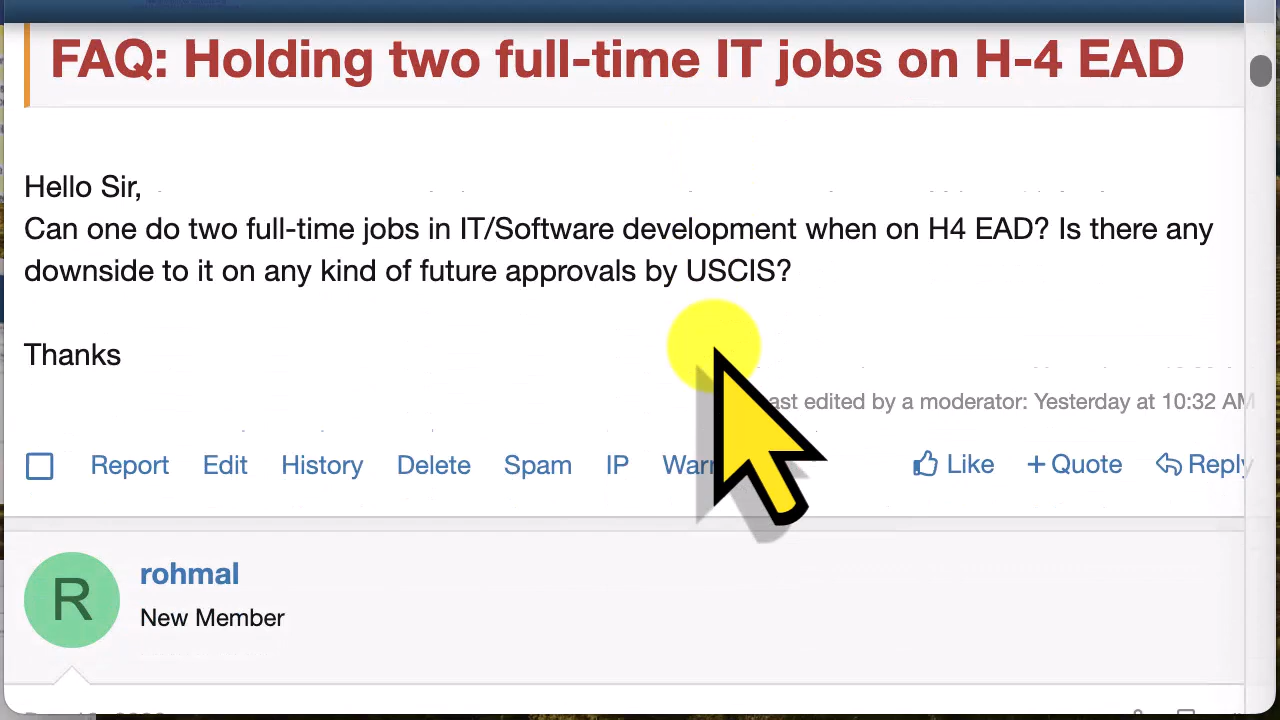 FAQ: Holding two full-time IT jobs on H-4 EAD
Hello Sir,
Can one do two full-time jobs in IT/Software development when on H4 EAD? Is there any
downside to it on any kind of future approvals by USCIS?
Thanks
edited by a moderator: Yesterday at 10:32 AM
Report Edit History Delete Spam IP Like + Quote Reply
R
rohmal
New Member